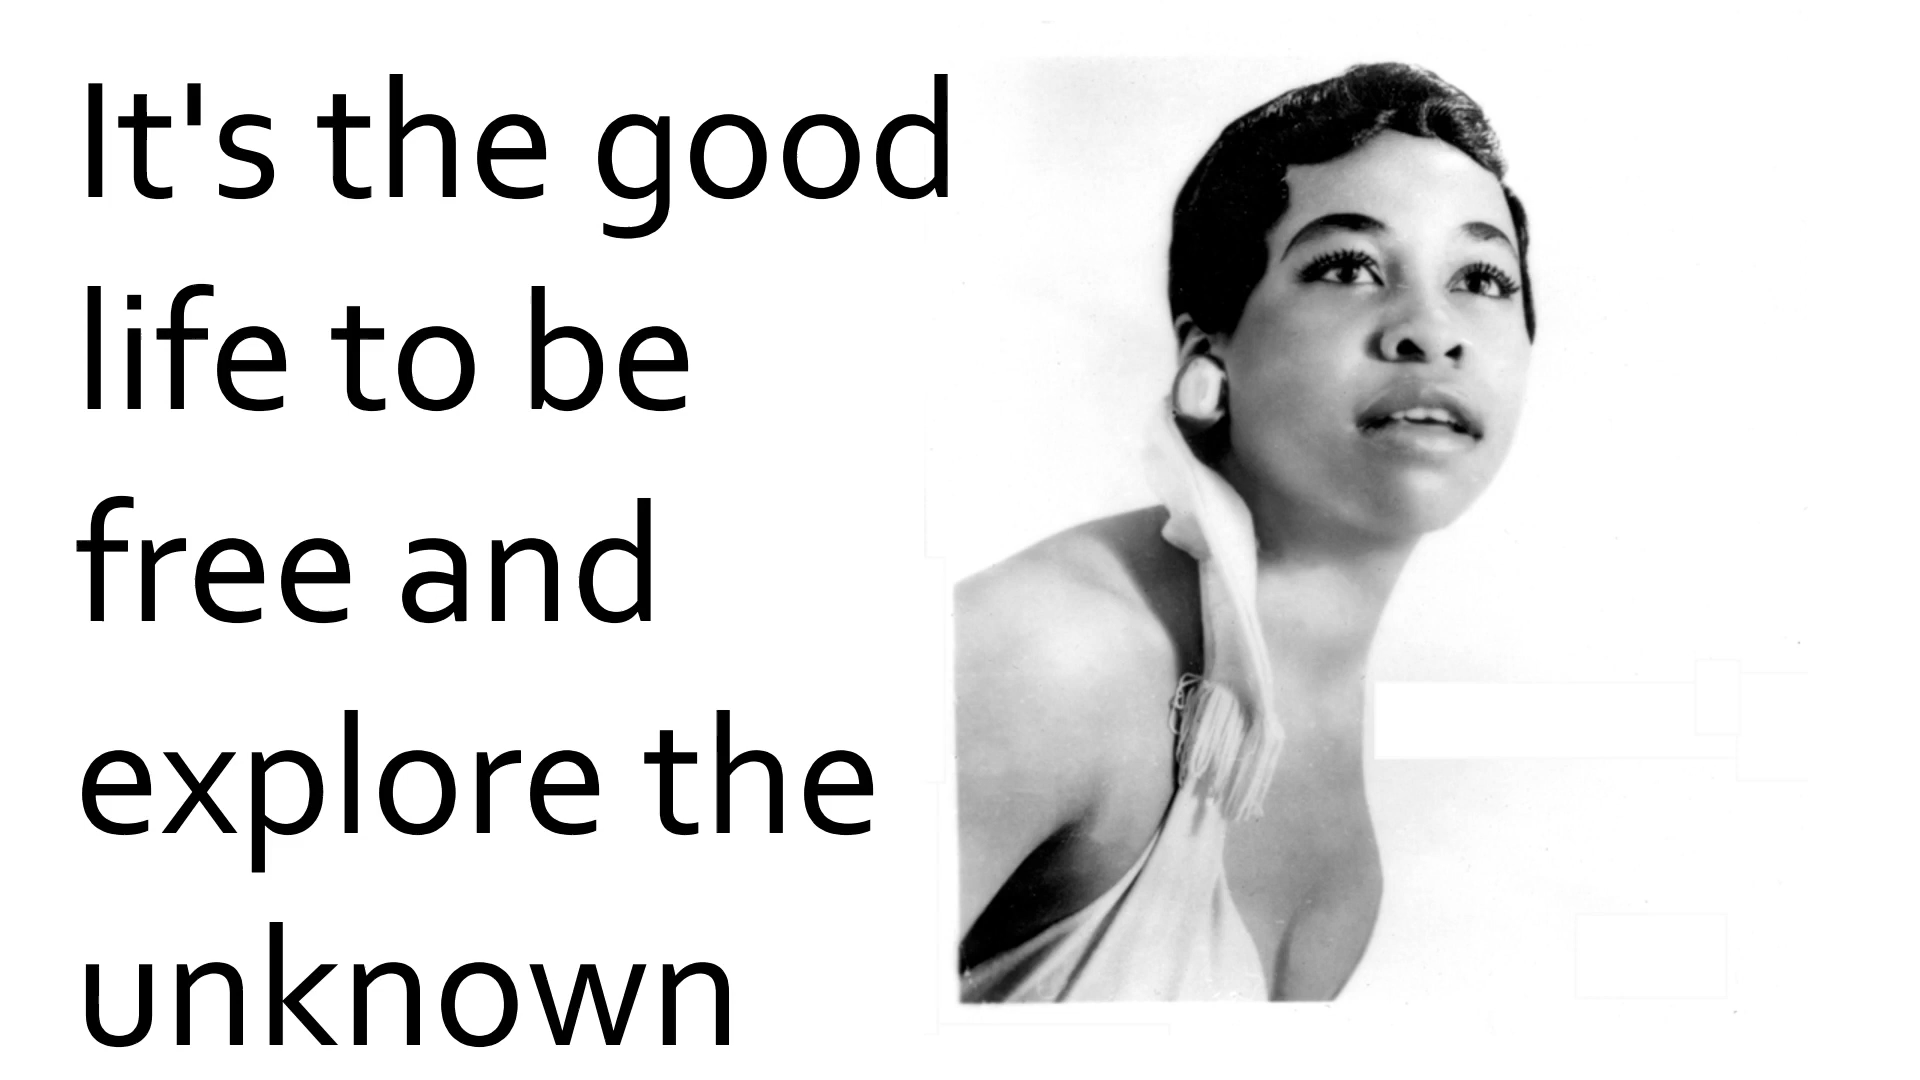 It's the good
life to be
free and
explore the
unknown